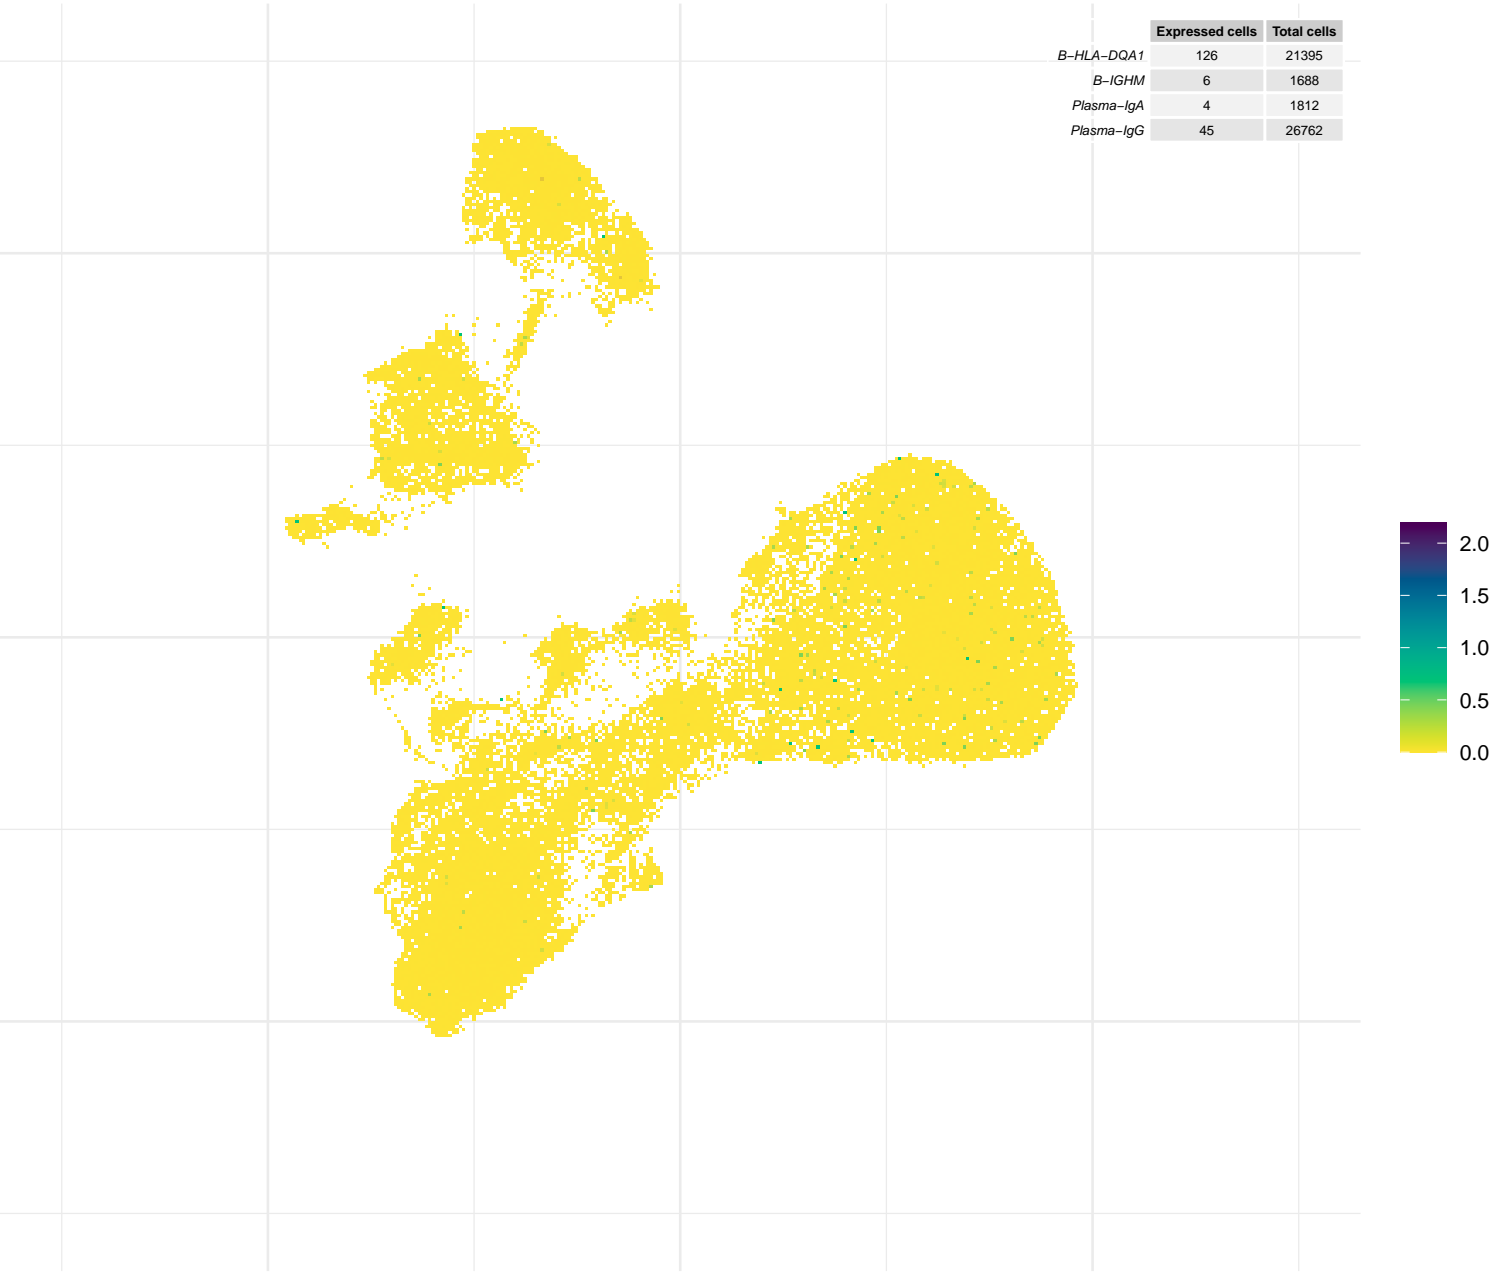 Expressed cells Total cells
B−HLA−DQA1 126 21395
B−IGHM 6 1688
Plasma−IgA 4 1812
Plasma−IgG 45 26762
2.0
1.5
1.0
0.5
0.0